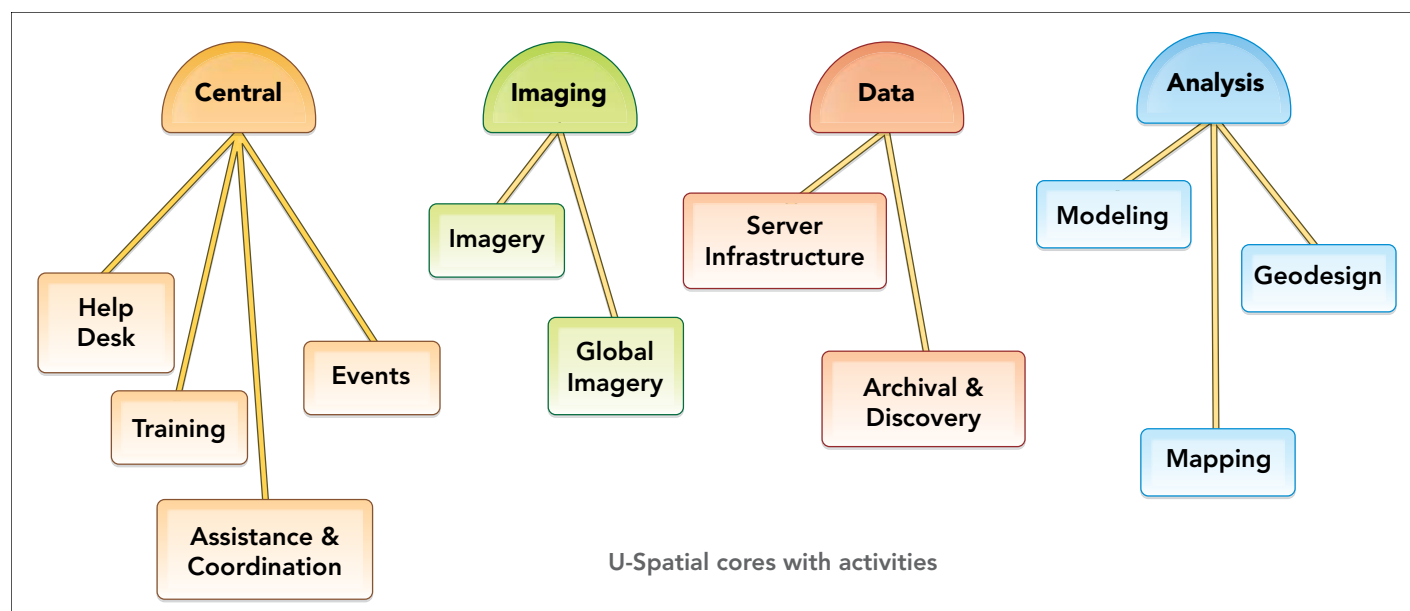 Central
Imaging
Data
Analysis
Help
Desk
Training
Assistance &
Coordination
Events
Imagery
Global
Imagery
Server
Infrastructure
Archival &
Discovery
Modeling
Mapping
Geodesign
U-Spatial cores with activities